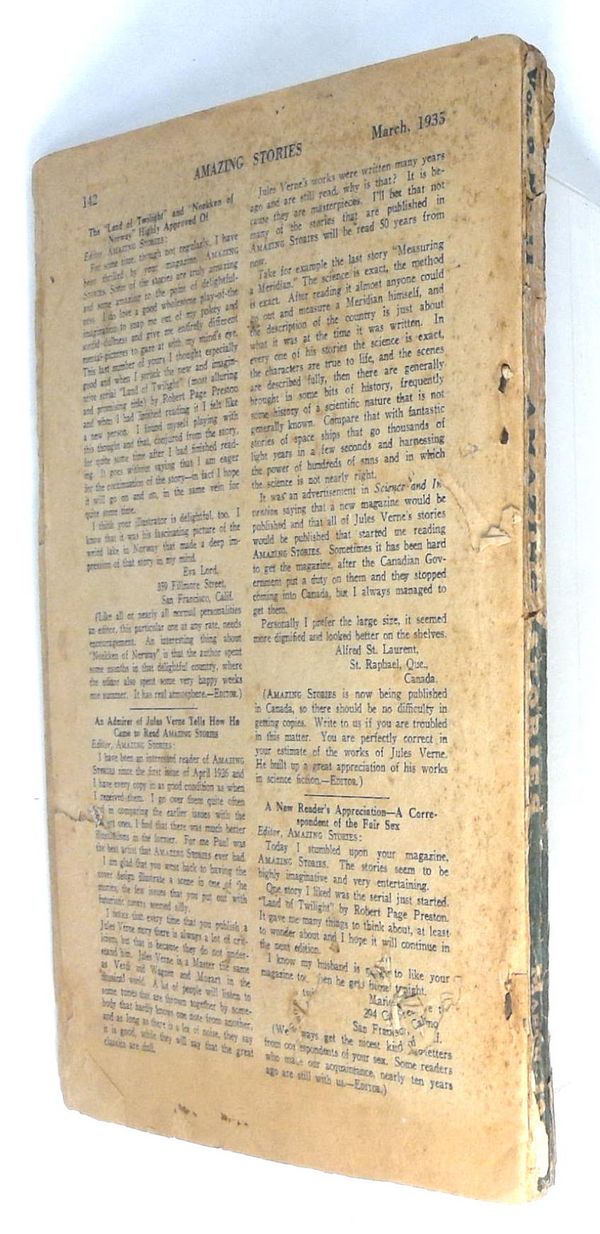 142
AMAZING STORIES
March, 1935
The "Land of Twilight" and "Noekken of
Norway" Highly Approved Of
Editor, AMAZING STORIES:
For some time, though not regularly, I have
been thrilled by your magazine, AMAZING
STORIES. Some of the stories are truly amazing
and some amazing to the point of delightful-
ness. I do love a good wholesome play-of-the
imagination to snap me out of my pokey and
sordid dullness and give me entirely different
mental-pictures to gaze at with my mind's eye.
This last number of yours I thought especially
good and when I struck the new and imagin-
ative serial "Land of Twilight" (most alluring
and promising title) by Robert Page Preston
and when I had finished reading it I felt like
a new person. I found myself playing with
this thought and that, conjured from the story,
for quite some time after I had finished read-
ing. It goes without saying that I am eager
for the continuation of the story—in fact I hope
it will go on and on, in the same vein for
quite some time.
I think your illustrator is delightful, too. I
know that it was his fascinating picture of the
weird lake in Norway that made a deep im-
pression of that story in my mind.
Eva Lord,
859 Fillmore Street,
San Francisco, Calif.
(Like all or nearly all normal personalities
an editor, this particular one at any rate, needs
encouragement. An interesting thing about
"Noekken of Norway" is that the author spent
some months in that delightful country, where
the editor also spent some very happy weeks
one summer. It has real atmosphere.—EDITOR.)
An Admirer of Jules Verne Tells How He
Came to Read AMAZING STORIES
Editor, AMAZING STORIES:
I have been an interested reader of AMAZING
STORIES since the first issue of April 1926 and
I have every copy in as good condition as when
I received them. I go over them quite often
and in comparing the earlier issues with the
ones, I find that there was much better
illustrations in the former. For me Paul was
the best artist that AMAZING STORIES ever had.
I am glad that you went back to having the
cover design illustrate a scene in one of the
stories, the few issues that you put out with
futuristic covers seemed silly.
I notice that every time that you publish a
Jules Verne story there is always a lot of crit-
icism, but that is because they do not under-
stand him. Jules Verne is a Master the same
as Verdi and Wagner and Mozart in the
musical world. A lot of people will listen to
some tunes that are thrown together by some-
body that hardly knows one note from another,
and as long as there is a lot of noise, they say
it is good, while they will say that the great
classics are dull.
Jules Verne's works were written many years
ago and are still read, why is that? It is be-
cause they are masterpieces. I'll bet that not
many of the stories that are published in
AMAZING STORIES will be read 50 years from
now.
Take for example the last story "Measuring
a Meridian." The science is exact, the method
is exact. After reading it almost anyone could
go out and measure a Meridian himself, and
the description of the country is just about
what it was at the time it was written. In
every one of his stories the science is exact,
the characters are true to life, and the scenes
are described fully, then there are generally
brought in some bits of history, frequently
some history of a scientific nature that is not
generally known. Compare that with fantastic
stories of space ships that go thousands of
light years in a few seconds and harnessing
the power of hundreds of suns and in which
the science is not nearly right.
It was an advertisement in Science and In-
vention saying that a new magazine would be
published and that all of Jules Verne's stories
would be published that started me reading
AMAZING STORIES. Sometimes it has been hard
to get the magazine, after the Canadian Gov-
ernment put a duty on them and they stopped
coming into Canada, but I always managed to
get them.
Personally I prefer the large size, it seemed
more dignified and looked better on the shelves.
Alfred St. Laurent,
St. Raphael, Que.,
Canada.
(AMAZING STORIES is now being published
in Canada, so there should be no difficulty in
getting copies. Write to us if you are troubled
in this matter. You are perfectly correct in
your estimate of the works of Jules Verne.
He built up a great appreciation of his works
in science fiction.—EDITOR.)
A New Reader's Appreciation—A Corre-
spondent of the Fair Sex
Editor, AMAZING STORIES:
Today I stumbled upon your magazine,
AMAZING STORIES. The stories seem to be
highly imaginative and very entertaining.
One story I liked was the serial just started.
"Land of Twilight" by Robert Page Preston.
It gave me many things to think about, at least
to wonder about and I hope it will continue in
the next edition.
I know my husband is to like your
magazine too, he gets home tonight.
Marie
294
San Francisco,
(We always get the nicest kind of letters
from correspondents of your sex. Some readers
who make our acquaintance, nearly ten years
ago are still with us.—EDITOR.)